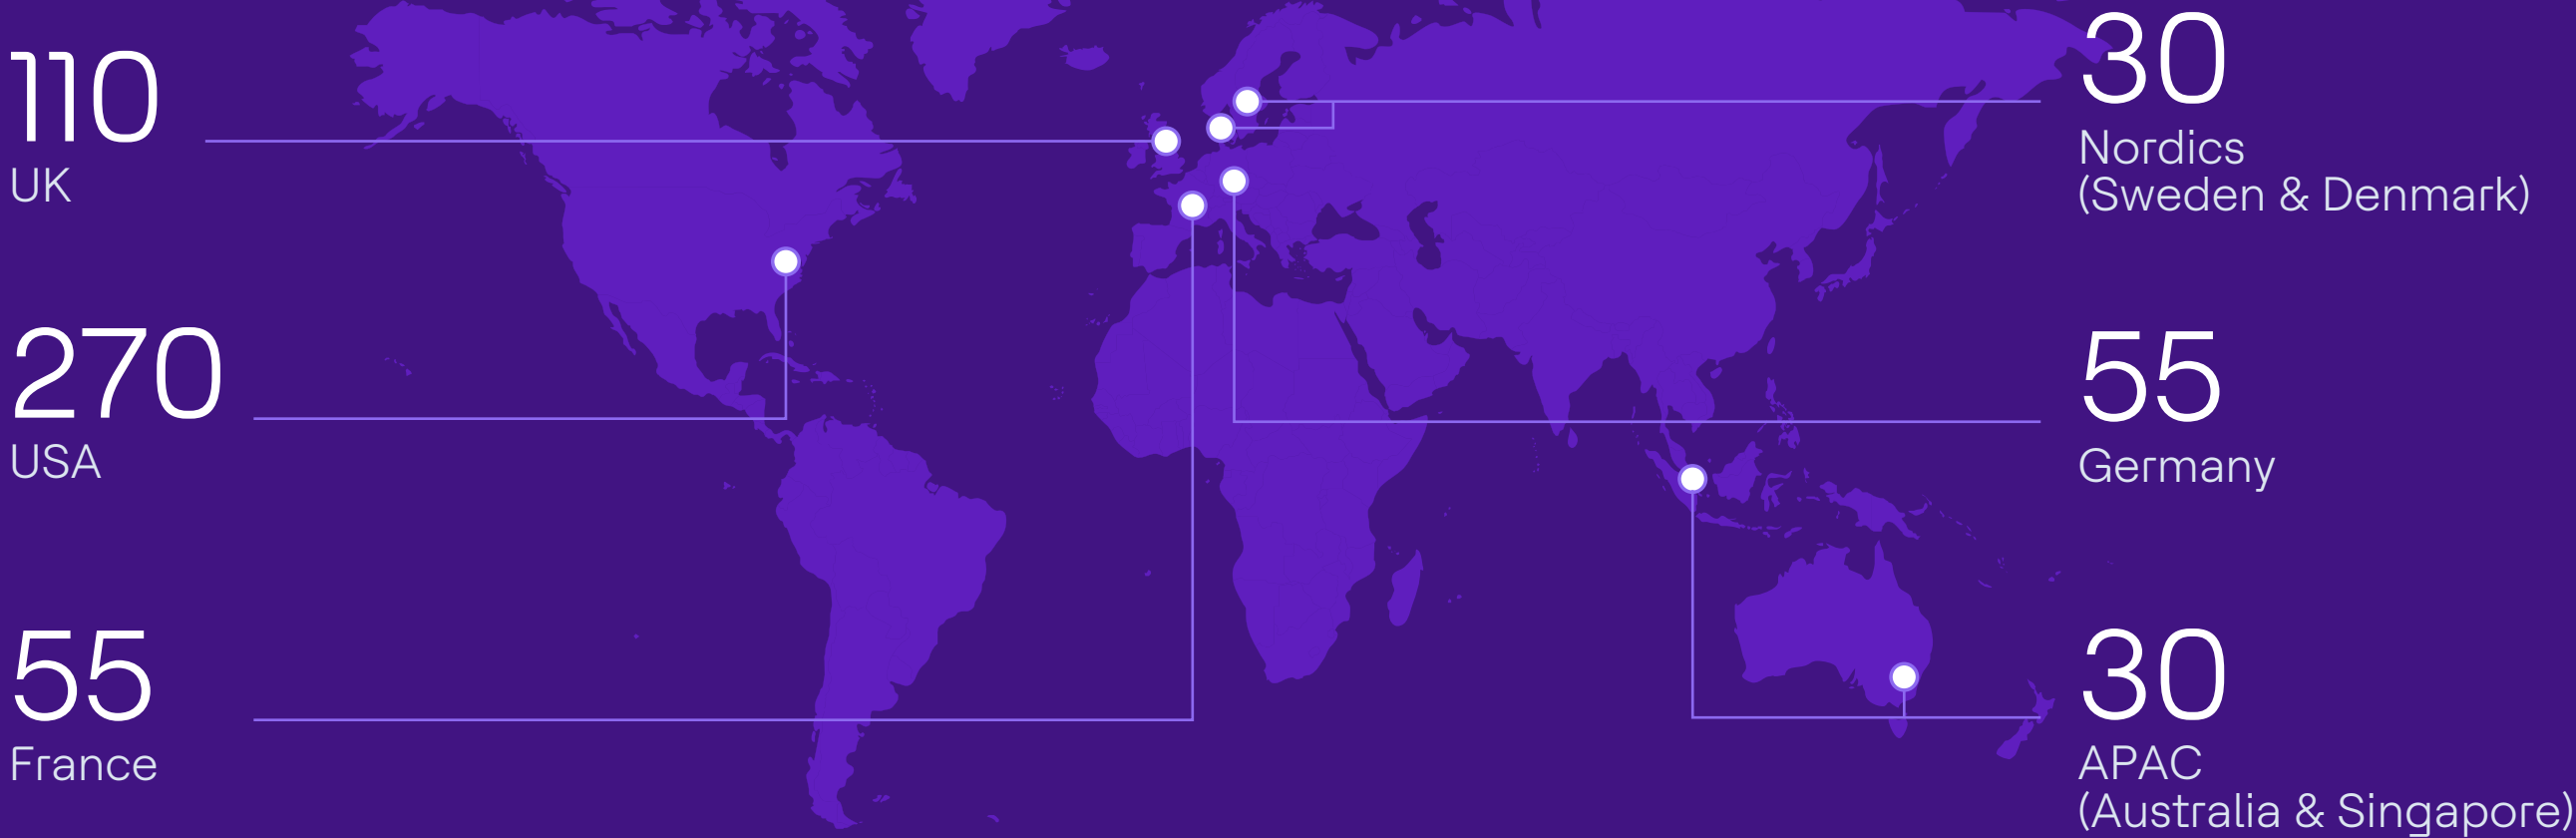 110
UK
270
USA
55
France
30
Nordics
(Sweden & Denmark)
55
Germany
30
APAC
(Australia & Singapore)